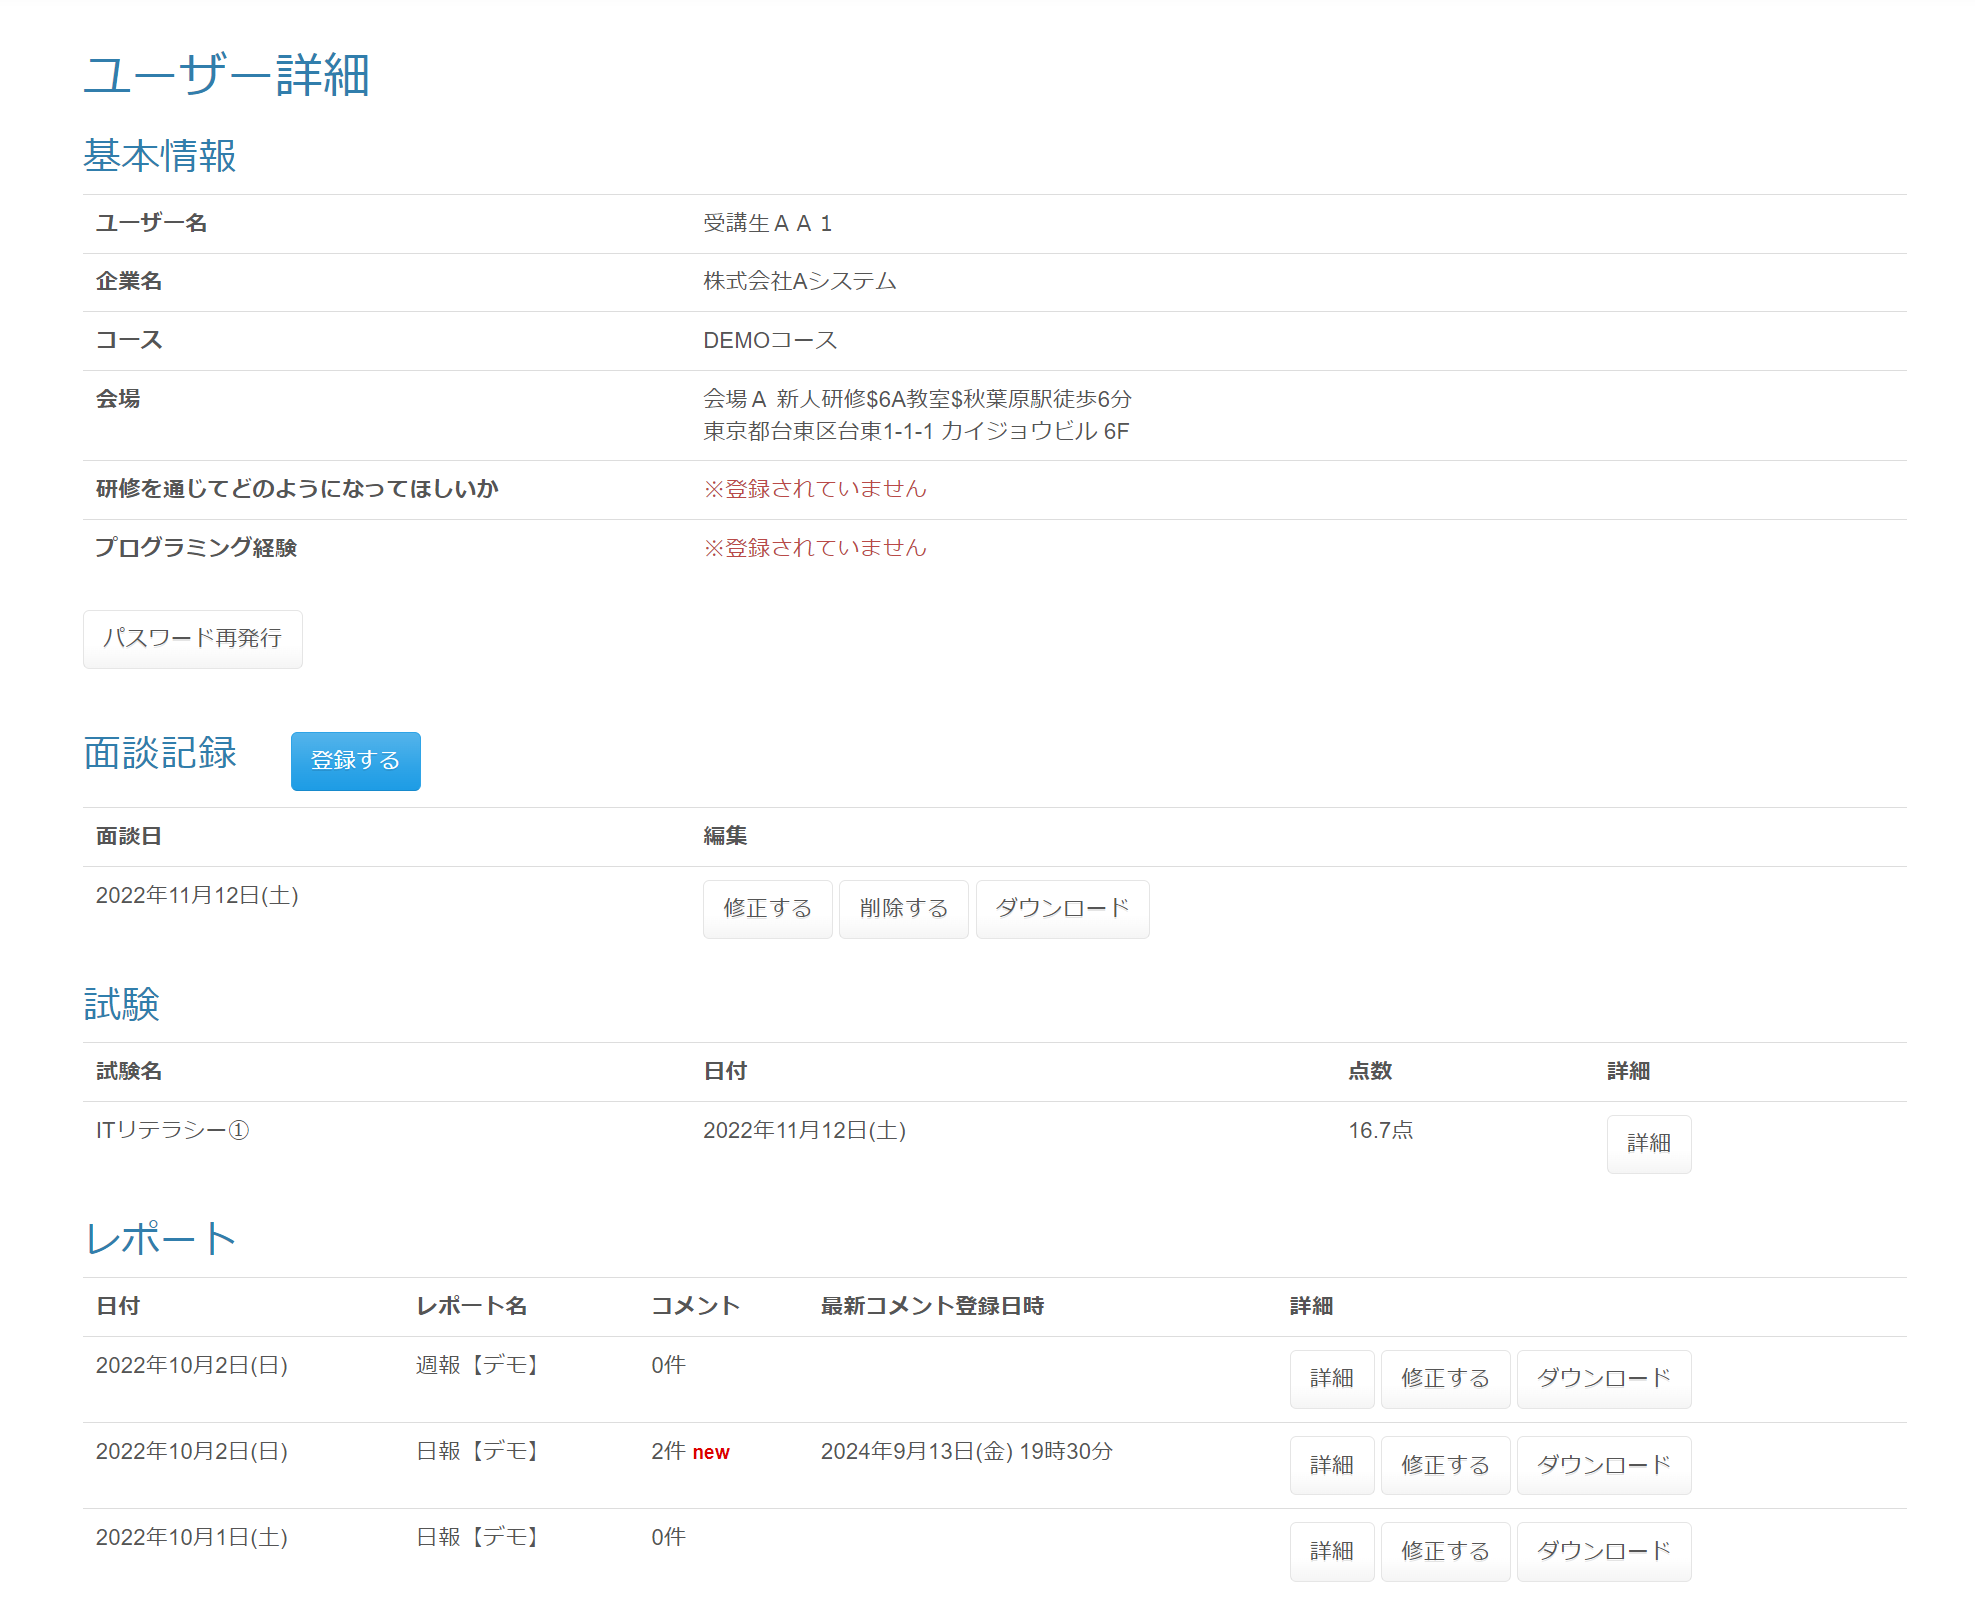 ユーザー詳細
基本情報
ユーザー名 受講生ＡＡ１
企業名 株式会社Aシステム
コース DEMOコース
会場 会場Ａ 新人研修$6A教室$秋葉原駅徒歩6分
東京都台東区台東1-1-1 カイジョウビル 6F
研修を通じてどのようになってほしいか ※登録されていません
プログラミング経験 ※登録されていません
パスワード再発行
面談記録 登録する
面談日 編集
2022年11月12日(土) 修正する 削除する ダウンロード
試験
試験名 日付 点数 詳細
ITリテラシー① 2022年11月12日(土) 16.7点 詳細
レポート
日付 レポート名 コメント 最新コメント登録日時 詳細
2022年10月2日(日) 週報【デモ】 0件 詳細 修正する ダウンロード
2022年10月2日(日) 日報【デモ】 2件 new 2024年9月13日(金) 19時30分 詳細 修正する ダウンロード
2022年10月1日(土) 日報【デモ】 0件 詳細 修正する ダウンロード